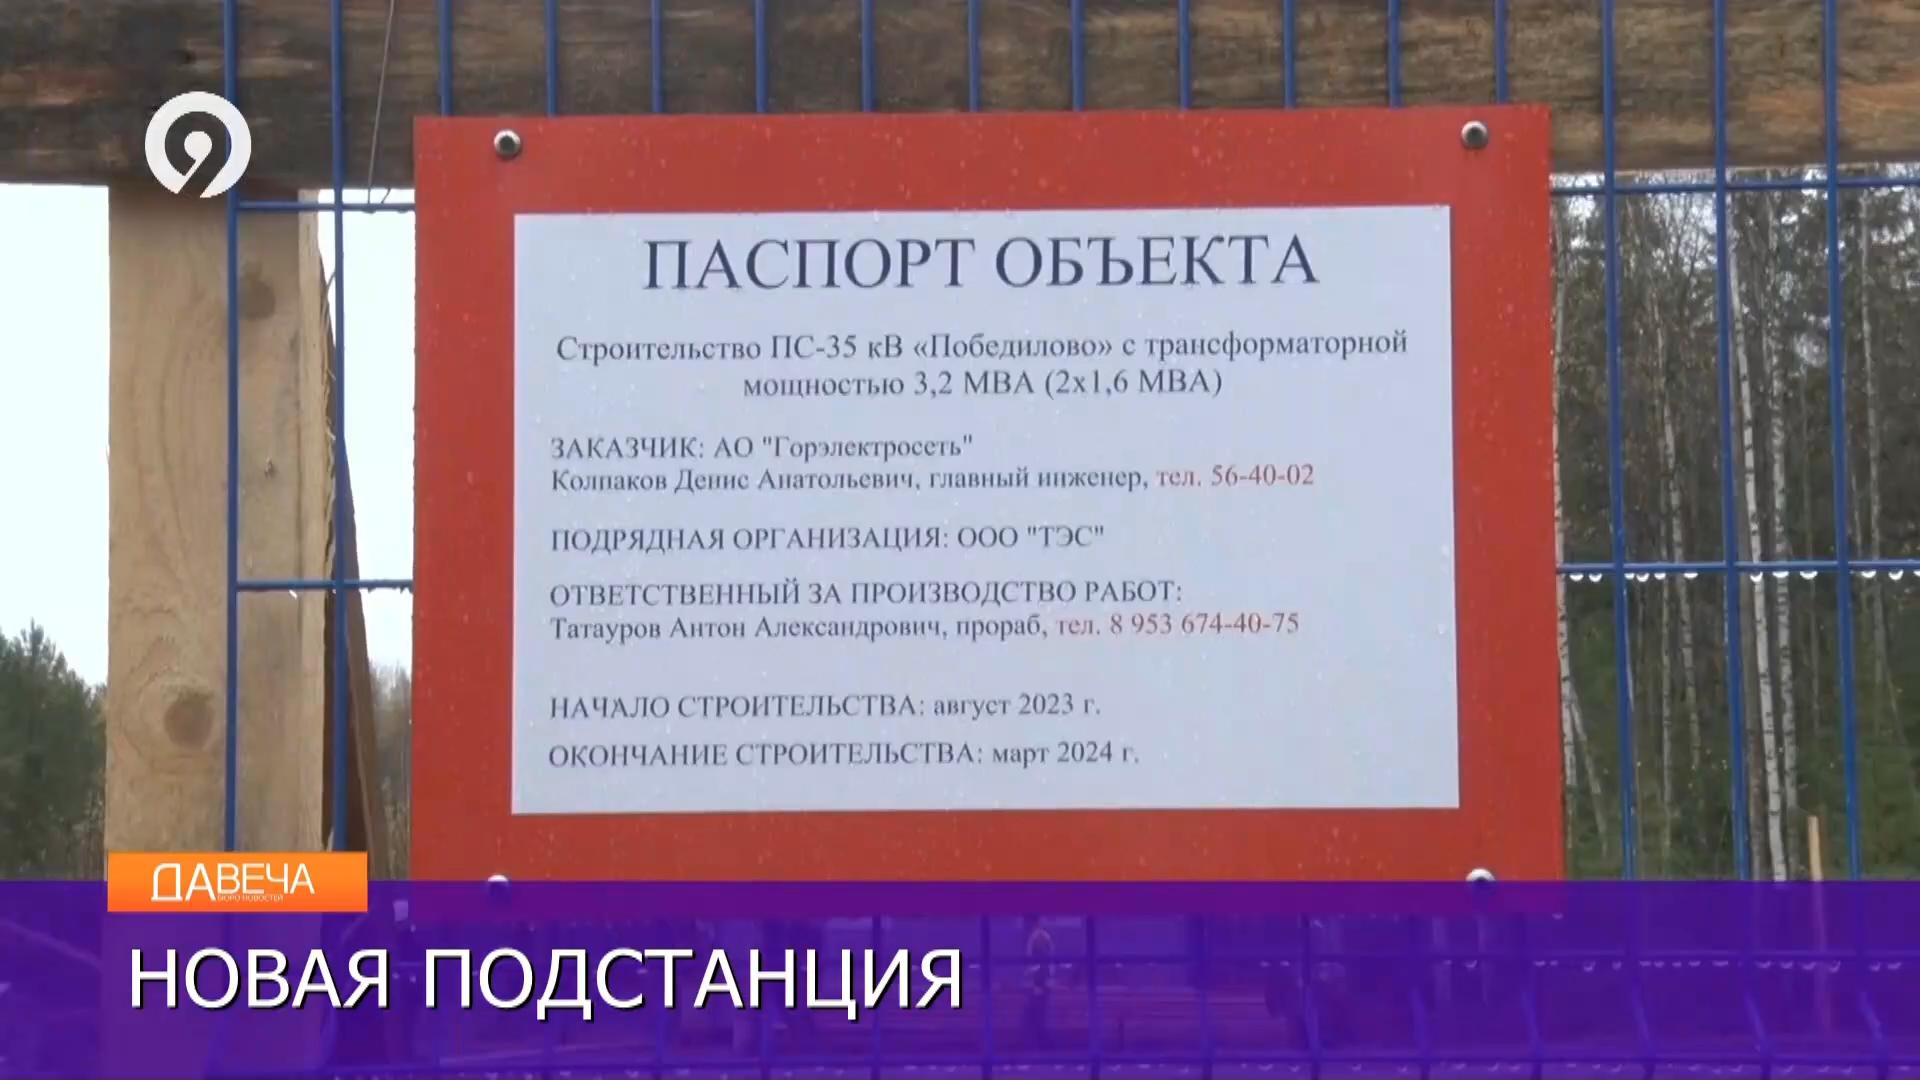 ПАСПОРТ ОБЪЕКТА
Строительство ПС-35 кВ «Победилово» с трансформаторной
мощностью 3,2 МВА (2х1,6 МВА)
ЗАКАЗЧИК: АО "Горэлектросеть"
Колпаков Денис Анатольевич, главный инженер, тел. 56-40-02
ПОДРЯДНАЯ ОРГАНИЗАЦИЯ: ООО "ТЭС"
ОТВЕТСТВЕННЫЙ ЗА ПРОИЗВОДСТВО РАБОТ:
Татауров Антон Александрович, прораб, тел. 8 953 674-40-75
НАЧАЛО СТРОИТЕЛЬСТВА: август 2023 г.
ОКОНЧАНИЕ СТРОИТЕЛЬСТВА: март 2024 г.
ДАВЕЧА
БЮРО НОВОСТЕЙ
НОВАЯ ПОДСТАНЦИЯ